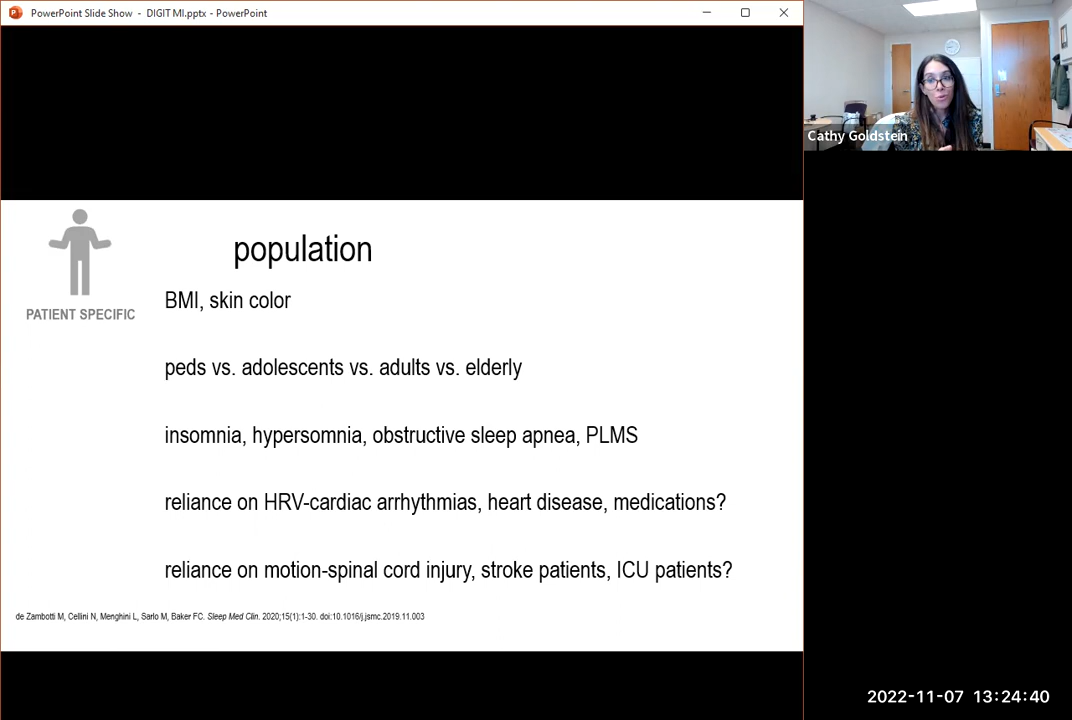 PowerPoint Slide Show - DIGIT MI.pptx - PowerPoint
Cathy Goldstein
PATIENT SPECIFIC
population
BMI, skin color
peds vs. adolescents vs. adults vs. elderly
insomnia, hypersomnia, obstructive sleep apnea, PLMS
reliance on HRV-cardiac arrhythmias, heart disease, medications?
reliance on motion-spinal cord injury, stroke patients, ICU patients?
de Zambotti M, Cellini N, Menghini L, Sarlo M, Baker FC. Sleep Med Clin. 2020;15(1):1-30. doi:10.1016/j.jsmc.2019.11.003
2022-11-07 13:24:40